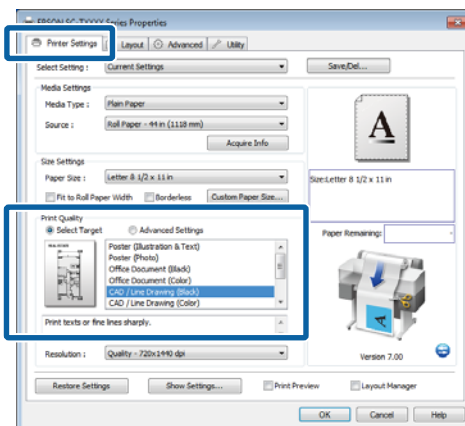 EPSON SC-TXXXX Series Properties
Printer Settings Layout Advanced Utility
Select Setting : Current Settings Save/Del...
Media Settings
Media Type : Plain Paper
Source : Roll Paper - 44 in (1118 mm)
Acquire Info
Size Settings
Paper Size : Letter 8 1/2 x 11 in
Size:Letter 8 1/2 x 11 in
Fit to Roll Paper Width Borderless Custom Paper Size...
Print Quality
Select Target Advanced Settings
Paper Remaining:
Poster (Illustration & Text)
Poster (Photo)
Office Document (Black)
Office Document (Color)
CAD / Line Drawing (Black)
CAD / Line Drawing (Color)
Print texts or fine lines sharply.
Resolution : Quality - 720x1440 dpi
Version 7.00
Restore Settings Show Settings... Print Preview Layout Manager
OK Cancel Help
A